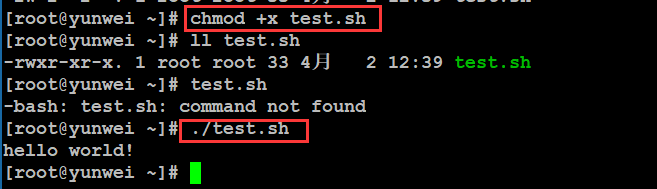 [root@yunwei ~]# chmod +x test.sh
[root@yunwei ~]# ll test.sh
-rwxr-xr-x. 1 root root 33 4月   2 12:39 test.sh
[root@yunwei ~]# test.sh
-bash: test.sh: command not found
[root@yunwei ~]# ./test.sh
hello world!
[root@yunwei ~]#